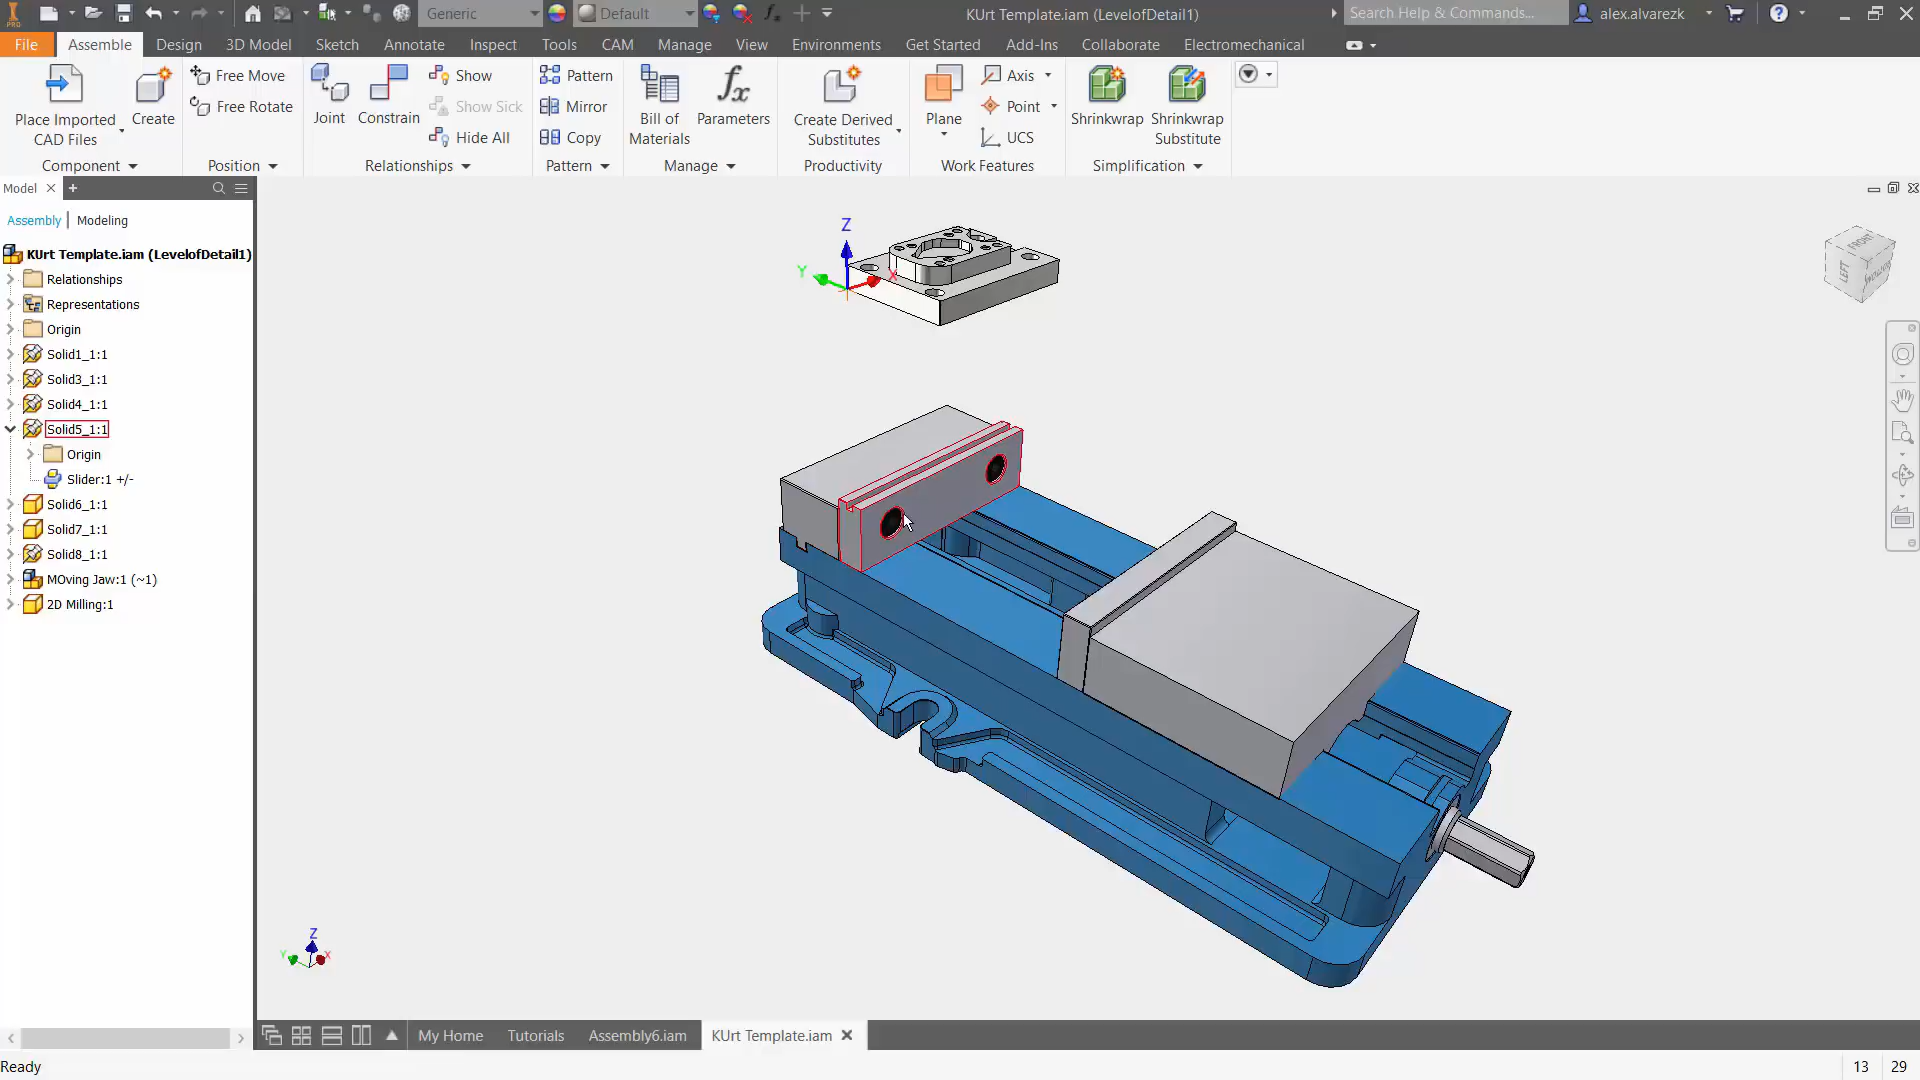 PRO
Generic
Default
KUrt Template.iam (LevelofDetail1)
Search Help & Commands...
alex.alvarezk
File
Assemble
Design
3D Model
Sketch
Annotate
Inspect
Tools
CAM
Manage
View
Environments
Get Started
Add-Ins
Collaborate
Electromechanical
Place Imported
CAD Files
Create
Free Move
Free Rotate
Joint
Constrain
Show
Show Sick
Hide All
Pattern
Mirror
Copy
Bill of
Materials
Parameters
Create Derived
Substitutes
Plane
Axis
Point
UCS
Shrinkwrap
Shrinkwrap
Substitute
Component
Position
Relationships
Pattern
Manage
Productivity
Work Features
Simplification
Model
Assembly
Modeling
KUrt Template.iam (LevelofDetail1)
Relationships
Representations
Origin
Solid1_1:1
Solid3_1:1
Solid4_1:1
Solid5_1:1
Origin
Slider:1 +/-
Solid6_1:1
Solid7_1:1
Solid8_1:1
MOving Jaw:1 (~1)
2D Milling:1
Z
Y
X
FRONT
LEFT
BOTTOM
Z
Y
X
My Home
Tutorials
Assembly6.iam
KUrt Template.iam
Ready
13
29